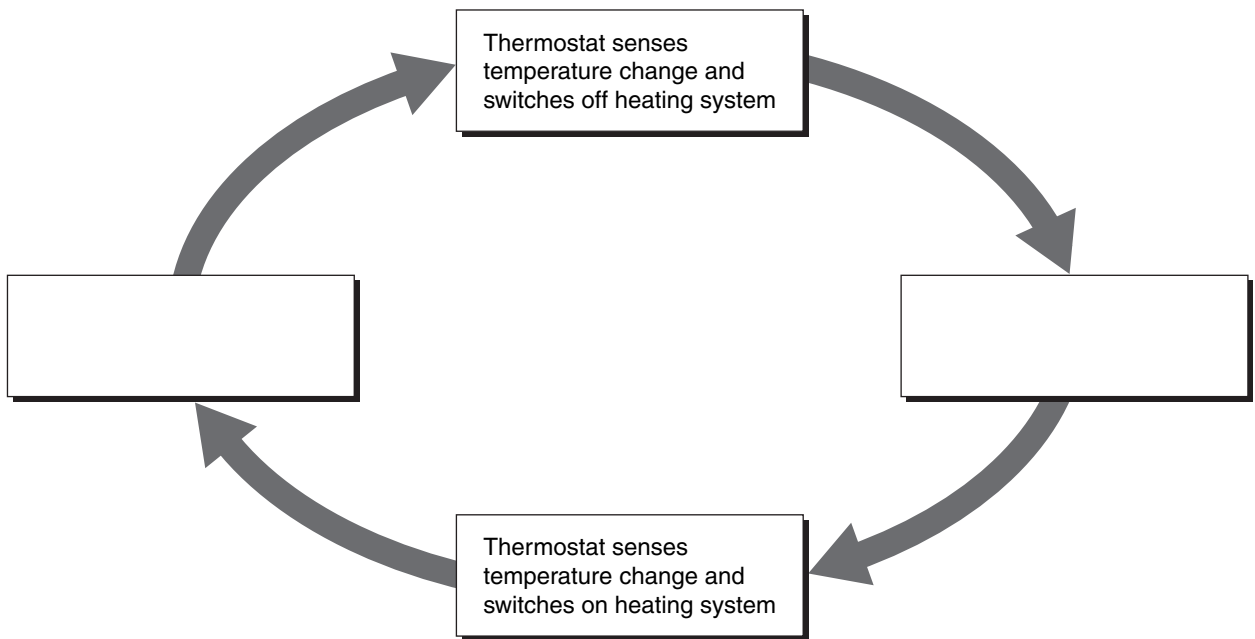 Thermostat senses
temperature change and
switches off heating system
Thermostat senses
temperature change and
switches on heating system